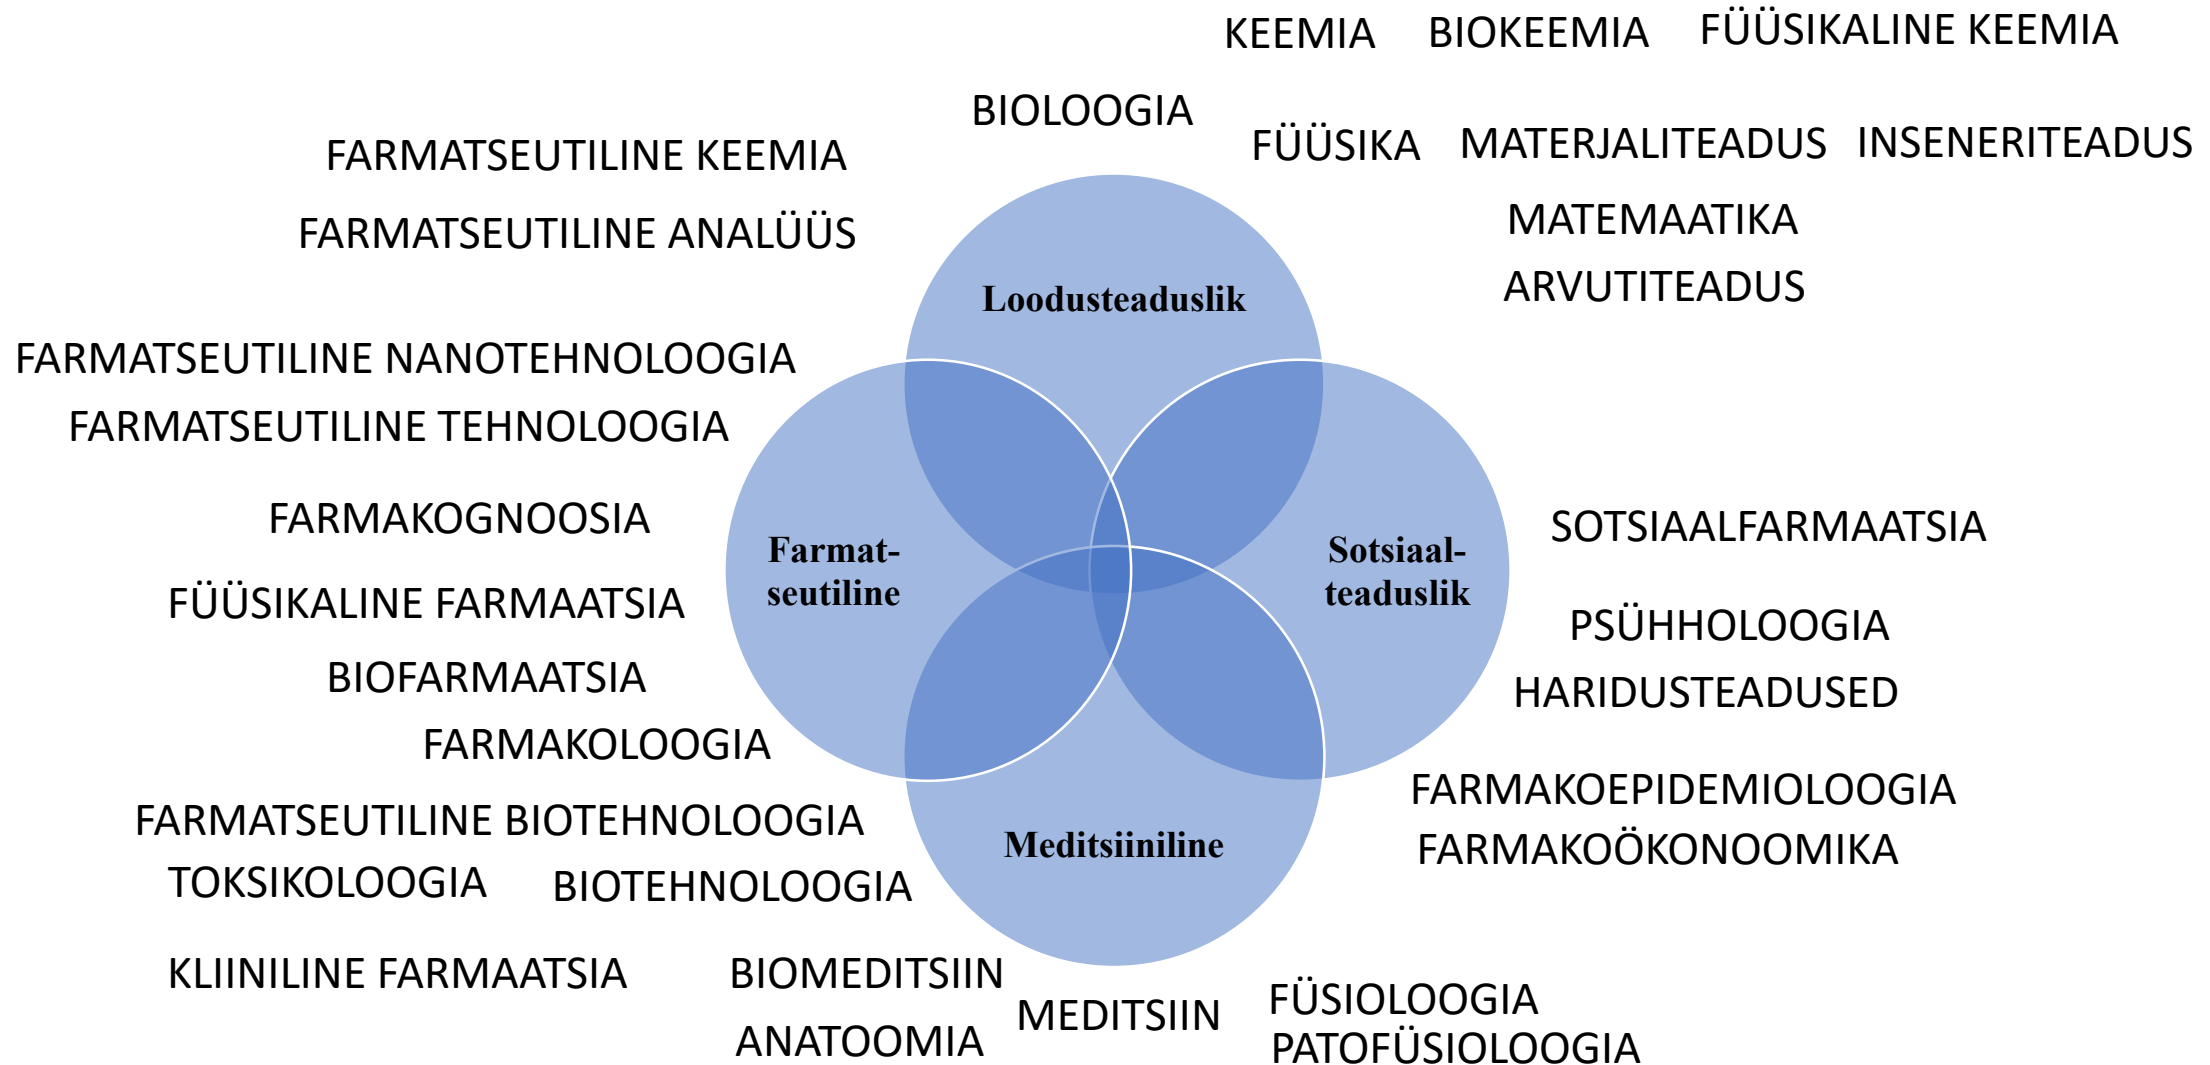 KEEMIA BIOKEEMIA FÜÜSIKALINE KEEMIA
BIOLOOGIA
FÜÜSIKA MATERJALITEADUS INSENERITEADUS
FARMATSEUTILINE KEEMIA
MATEMAATIKA
FARMATSEUTILINE ANALÜÜS
ARVUTITEADUS
Loodusteaduslik
FARMATSEUTILINE NANOTEHNOLOOGIA
FARMATSEUTILINE TEHNOLOOGIA
FARMAKOGNOOSIA
SOTSIAALFARMAATSIA
Farmat-
seutiline
Sotsiaal-
teaduslik
FÜÜSIKALINE FARMAATSIA
PSÜHHOLOOGIA
BIOFARMAATSIA
HARIDUSTEADUSED
FARMAKOLOOGIA
FARMAKOEPIDEMIOLOOGIA
FARMATSEUTILINE BIOTEHNOLOOGIA
Meditsiiniline
FARMAKOÖKONOOMIKA
TOKSIKOLOOGIA BIOTEHNOLOOGIA
KLIINILINE FARMAATSIA
BIOMEDITSIIN
FÜSIOLOOGIA
MEDITSIIN
ANATOOMIA
PATOFÜSIOLOOGIA